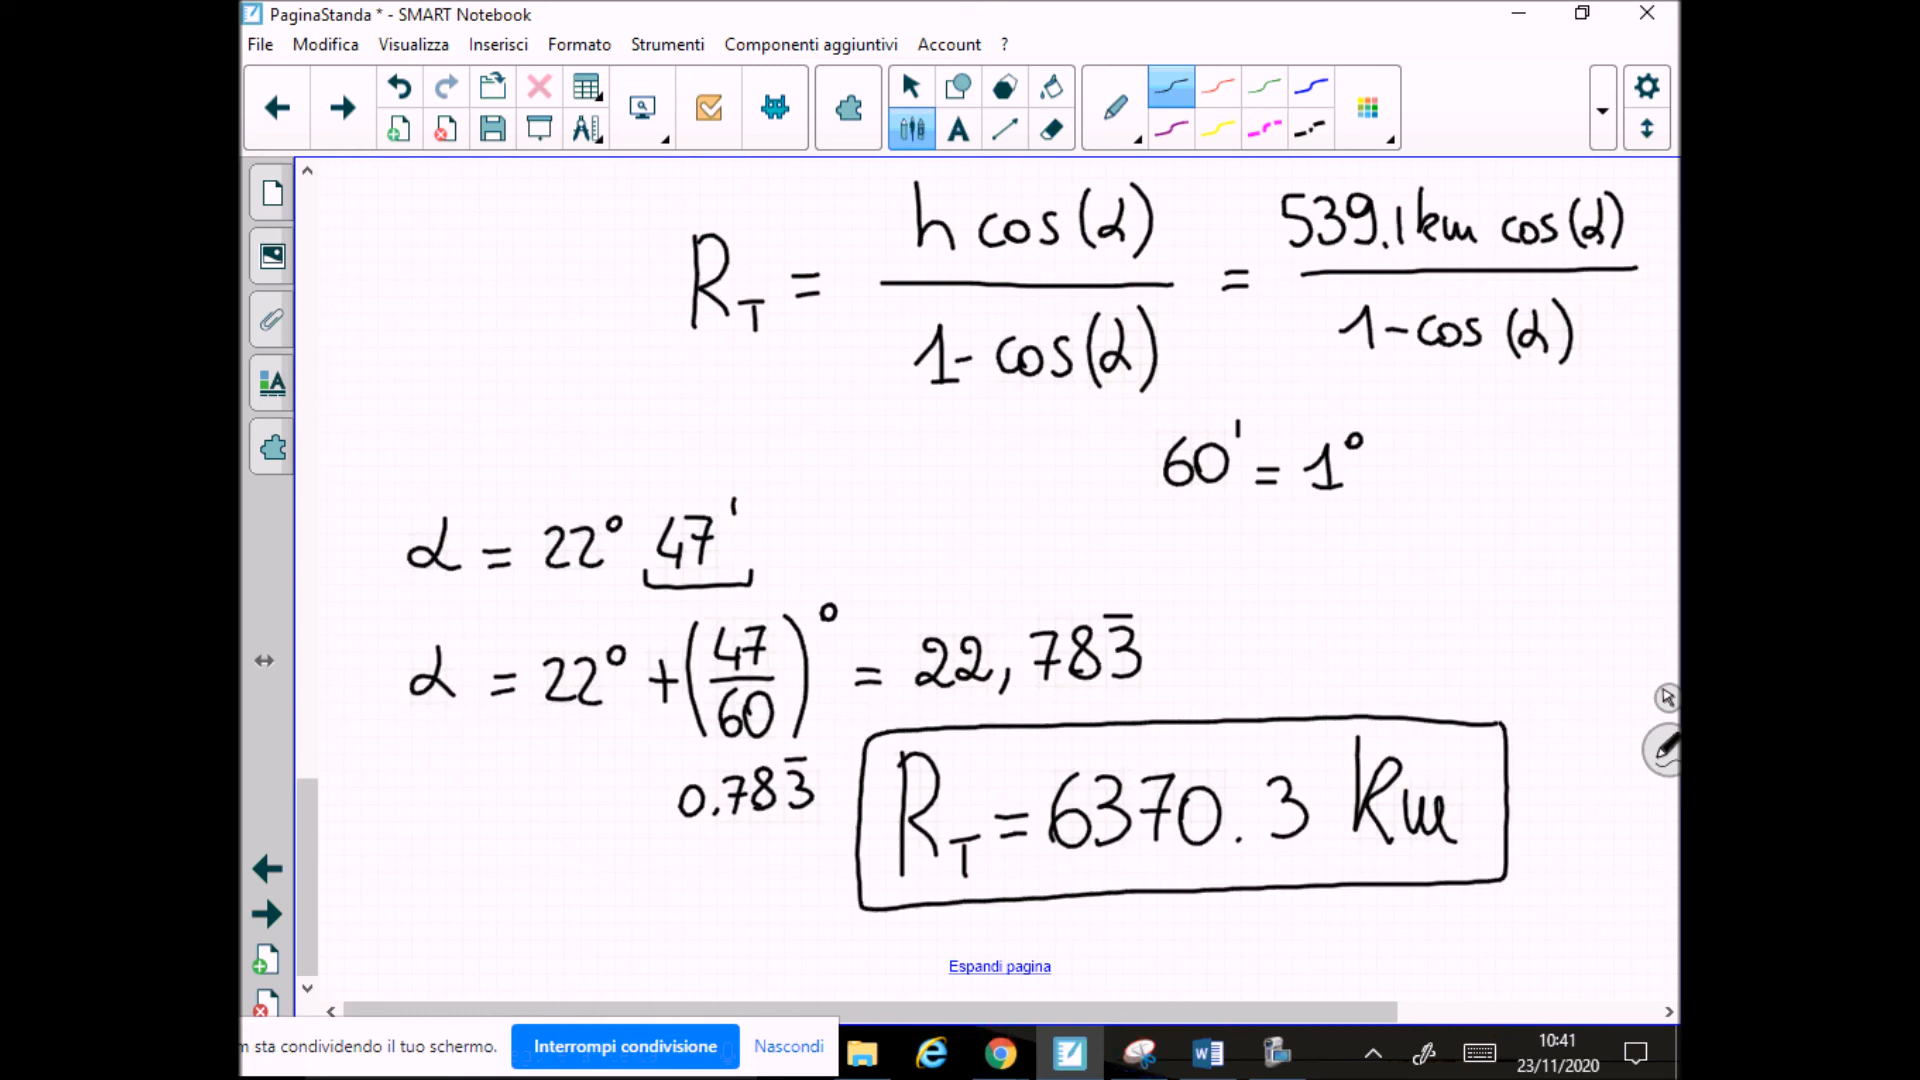 PaginaStanda * - SMART Notebook
File Modifica Visualizza Inserisci Formato Strumenti Componenti aggiuntivi Account ?
R_T = h cos(α) / 1 - cos(α) = 539.1 km cos(α) / 1 - cos(α)
60' = 1°
α = 22° 47'
α = 22° + (47/60)° = 22,783̅
0.783̅
R_T = 6370.3 Km
Espandi pagina
m sta condividendo il tuo schermo. Interrompi condivisione Nascondi
10:41
23/11/2020